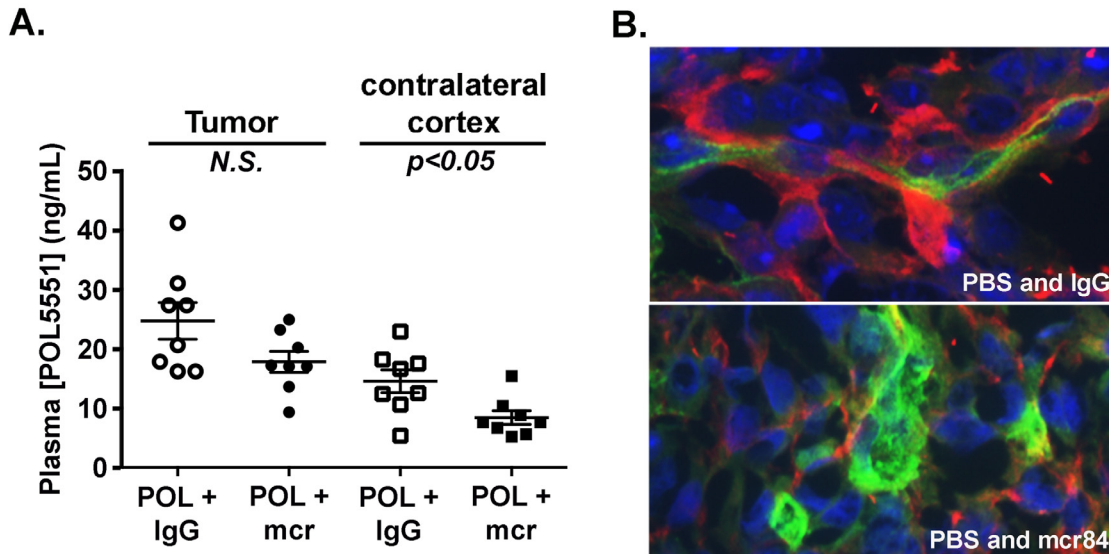 A.
B.
contralateral
cortex
Tumor
N.S.
p<0.05
Plasma [POL5551] (ng/mL)
50
40
30
20
10
0
POL +
IgG
POL +
mcr
POL +
IgG
POL +
mcr
PBS and IgG
PBS and mcr84